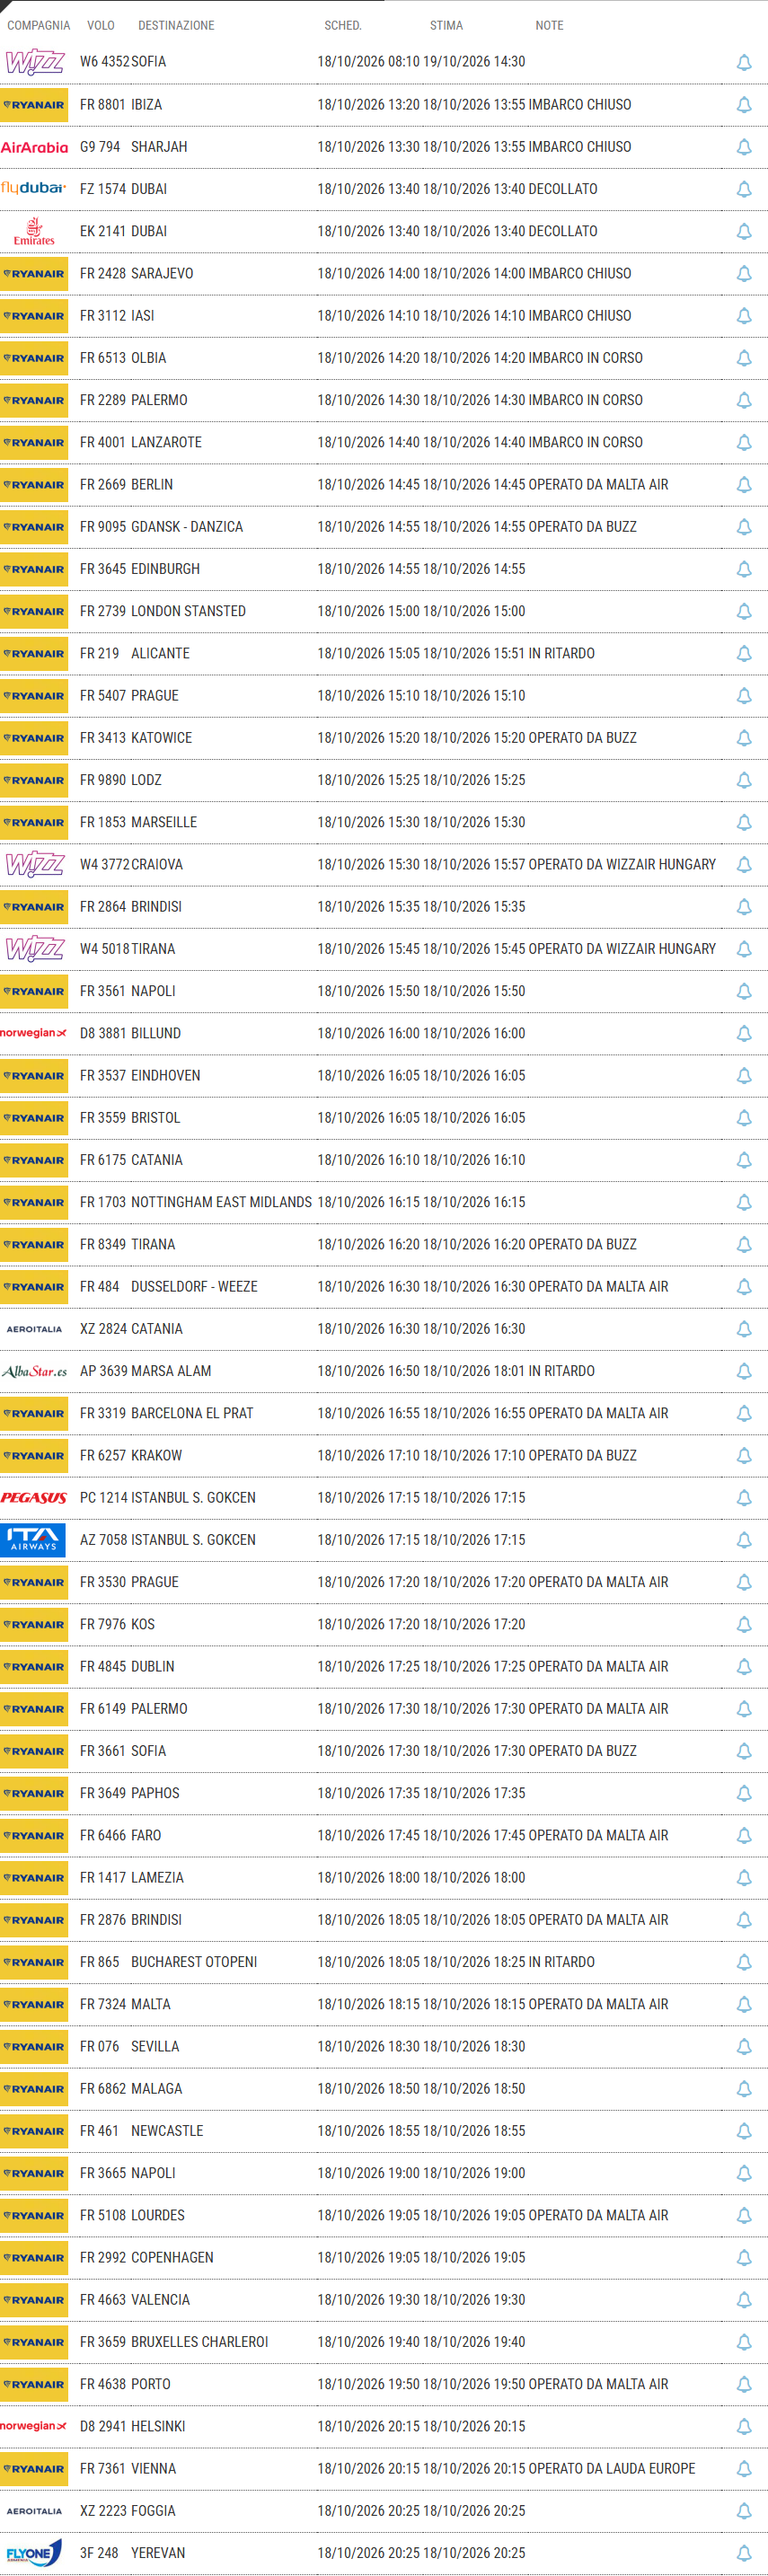 COMPAGNIA VOLO DESTINAZIONE SCHED. STIMA NOTE
WIZZ W6 4352 SOFIA 18/10/2026 08:10 19/10/2026 14:30
RYANAIR FR 8801 IBIZA 18/10/2026 13:20 18/10/2026 13:55 IMBARCO CHIUSO
AirArabia G9 794 SHARJAH 18/10/2026 13:30 18/10/2026 13:55 IMBARCO CHIUSO
flydubai FZ 1574 DUBAI 18/10/2026 13:40 18/10/2026 13:40 DECOLLATO
Emirates EK 2141 DUBAI 18/10/2026 13:40 18/10/2026 13:40 DECOLLATO
RYANAIR FR 2428 SARAJEVO 18/10/2026 14:00 18/10/2026 14:00 IMBARCO CHIUSO
RYANAIR FR 3112 IASI 18/10/2026 14:10 18/10/2026 14:10 IMBARCO CHIUSO
RYANAIR FR 6513 OLBIA 18/10/2026 14:20 18/10/2026 14:20 IMBARCO IN CORSO
RYANAIR FR 2289 PALERMO 18/10/2026 14:30 18/10/2026 14:30 IMBARCO IN CORSO
RYANAIR FR 4001 LANZAROTE 18/10/2026 14:40 18/10/2026 14:40 IMBARCO IN CORSO
RYANAIR FR 2669 BERLIN 18/10/2026 14:45 18/10/2026 14:45 OPERATO DA MALTA AIR
RYANAIR FR 9095 GDANSK - DANZICA 18/10/2026 14:55 18/10/2026 14:55 OPERATO DA BUZZ
RYANAIR FR 3645 EDINBURGH 18/10/2026 14:55 18/10/2026 14:55
RYANAIR FR 2739 LONDON STANSTED 18/10/2026 15:00 18/10/2026 15:00
RYANAIR FR 219 ALICANTE 18/10/2026 15:05 18/10/2026 15:51 IN RITARDO
RYANAIR FR 5407 PRAGUE 18/10/2026 15:10 18/10/2026 15:10
RYANAIR FR 3413 KATOWICE 18/10/2026 15:20 18/10/2026 15:20 OPERATO DA BUZZ
RYANAIR FR 9890 LODZ 18/10/2026 15:25 18/10/2026 15:25
RYANAIR FR 1853 MARSEILLE 18/10/2026 15:30 18/10/2026 15:30
WIZZ W4 3772 CRAIOVA 18/10/2026 15:30 18/10/2026 15:57 OPERATO DA WIZZAIR HUNGARY
RYANAIR FR 2864 BRINDISI 18/10/2026 15:35 18/10/2026 15:35
WIZZ W4 5018 TIRANA 18/10/2026 15:45 18/10/2026 15:45 OPERATO DA WIZZAIR HUNGARY
RYANAIR FR 3561 NAPOLI 18/10/2026 15:50 18/10/2026 15:50
norwegian D8 3881 BILLUND 18/10/2026 16:00 18/10/2026 16:00
RYANAIR FR 3537 EINDHOVEN 18/10/2026 16:05 18/10/2026 16:05
RYANAIR FR 3559 BRISTOL 18/10/2026 16:05 18/10/2026 16:05
RYANAIR FR 6175 CATANIA 18/10/2026 16:10 18/10/2026 16:10
RYANAIR FR 1703 NOTTINGHAM EAST MIDLANDS 18/10/2026 16:15 18/10/2026 16:15
RYANAIR FR 8349 TIRANA 18/10/2026 16:20 18/10/2026 16:20 OPERATO DA BUZZ
RYANAIR FR 484 DUSSELDORF - WEEZE 18/10/2026 16:30 18/10/2026 16:30 OPERATO DA MALTA AIR
AEROITALIA XZ 2824 CATANIA 18/10/2026 16:30 18/10/2026 16:30
AlbaStar.es AP 3639 MARSA ALAM 18/10/2026 16:50 18/10/2026 18:01 IN RITARDO
RYANAIR FR 3319 BARCELONA EL PRAT 18/10/2026 16:55 18/10/2026 16:55 OPERATO DA MALTA AIR
RYANAIR FR 6257 KRAKOW 18/10/2026 17:10 18/10/2026 17:10 OPERATO DA BUZZ
PEGASUS PC 1214 ISTANBUL S. GOKCEN 18/10/2026 17:15 18/10/2026 17:15
ITA AIRWAYS AZ 7058 ISTANBUL S. GOKCEN 18/10/2026 17:15 18/10/2026 17:15
RYANAIR FR 3530 PRAGUE 18/10/2026 17:20 18/10/2026 17:20 OPERATO DA MALTA AIR
RYANAIR FR 7976 KOS 18/10/2026 17:20 18/10/2026 17:20
RYANAIR FR 4845 DUBLIN 18/10/2026 17:25 18/10/2026 17:25 OPERATO DA MALTA AIR
RYANAIR FR 6149 PALERMO 18/10/2026 17:30 18/10/2026 17:30 OPERATO DA MALTA AIR
RYANAIR FR 3661 SOFIA 18/10/2026 17:30 18/10/2026 17:30 OPERATO DA BUZZ
RYANAIR FR 3649 PAPHOS 18/10/2026 17:35 18/10/2026 17:35
RYANAIR FR 6466 FARO 18/10/2026 17:45 18/10/2026 17:45 OPERATO DA MALTA AIR
RYANAIR FR 1417 LAMEZIA 18/10/2026 18:00 18/10/2026 18:00
RYANAIR FR 2876 BRINDISI 18/10/2026 18:05 18/10/2026 18:05 OPERATO DA MALTA AIR
RYANAIR FR 865 BUCHAREST OTOPENI 18/10/2026 18:05 18/10/2026 18:25 IN RITARDO
RYANAIR FR 7324 MALTA 18/10/2026 18:15 18/10/2026 18:15 OPERATO DA MALTA AIR
RYANAIR FR 076 SEVILLA 18/10/2026 18:30 18/10/2026 18:30
RYANAIR FR 6862 MALAGA 18/10/2026 18:50 18/10/2026 18:50
RYANAIR FR 461 NEWCASTLE 18/10/2026 18:55 18/10/2026 18:55
RYANAIR FR 3665 NAPOLI 18/10/2026 19:00 18/10/2026 19:00
RYANAIR FR 5108 LOURDES 18/10/2026 19:05 18/10/2026 19:05 OPERATO DA MALTA AIR
RYANAIR FR 2992 COPENHAGEN 18/10/2026 19:05 18/10/2026 19:05
RYANAIR FR 4663 VALENCIA 18/10/2026 19:30 18/10/2026 19:30
RYANAIR FR 3659 BRUXELLES CHARLEROI 18/10/2026 19:40 18/10/2026 19:40
RYANAIR FR 4638 PORTO 18/10/2026 19:50 18/10/2026 19:50 OPERATO DA MALTA AIR
norwegian D8 2941 HELSINKI 18/10/2026 20:15 18/10/2026 20:15
RYANAIR FR 7361 VIENNA 18/10/2026 20:15 18/10/2026 20:15 OPERATO DA LAUDA EUROPE
AEROITALIA XZ 2223 FOGGIA 18/10/2026 20:25 18/10/2026 20:25
FLYONE 3F 248 YEREVAN 18/10/2026 20:25 18/10/2026 20:25